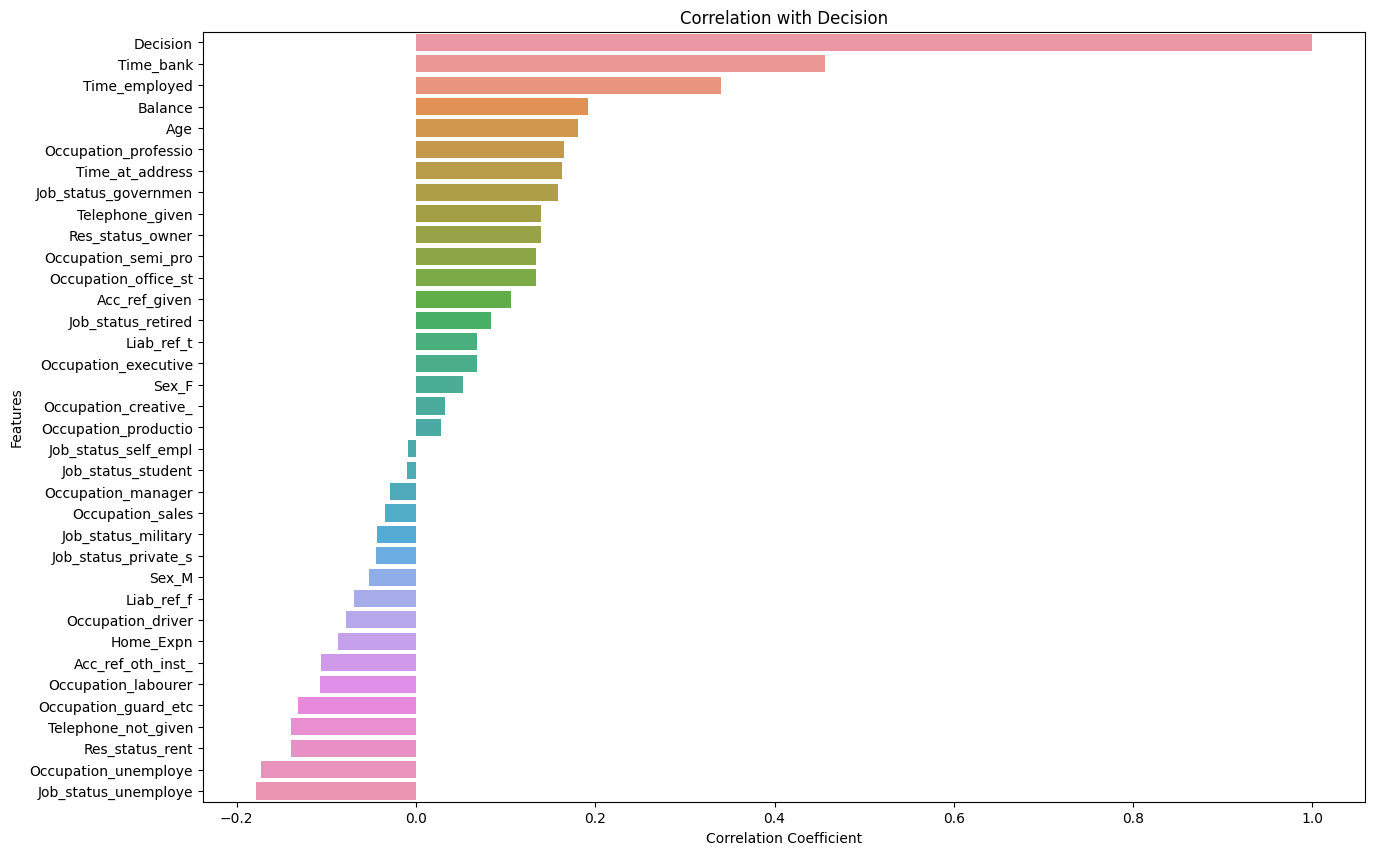 Correlation with Decision
Decision
Time_bank
Time_employed
Balance
Age
Occupation_professio
Time_at_address
Job_status_governmen
Telephone_given
Res_status_owner
Occupation_semi_pro
Occupation_office_st
Acc_ref_given
Job_status_retired
Liab_ref_t
Occupation_executive
Sex_F
Occupation_creative_
Occupation_productio
Job_status_self_empl
Job_status_student
Occupation_manager
Occupation_sales
Job_status_military
Job_status_private_s
Sex_M
Liab_ref_f
Occupation_driver
Home_Expn
Acc_ref_oth_inst_
Occupation_labourer
Occupation_guard_etc
Telephone_not_given
Res_status_rent
Occupation_unemploye
Job_status_unemploye
Features
−0.2 0.0 0.2 0.4 0.6 0.8 1.0
Correlation Coefficient